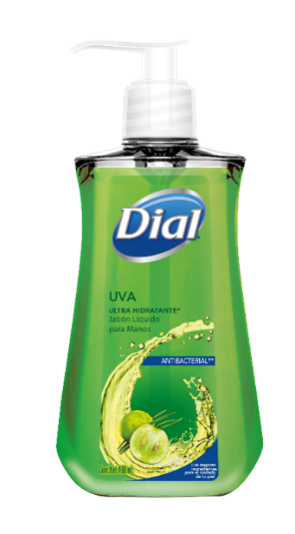 Dial
UVA
ULTRA HIDRATANTE*
Jabón Líquido
para Manos
ANTIBACTERIAL**